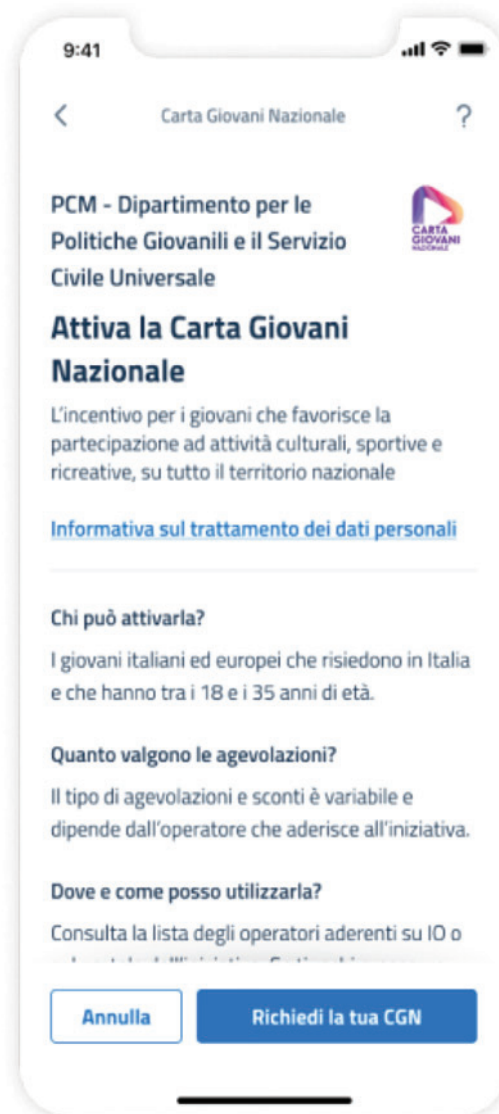 9:41
Carta Giovani Nazionale
?
PCM - Dipartimento per le
Politiche Giovanili e il Servizio
Civile Universale
CARTA
GIOVANI
NAZIONALE
Attiva la Carta Giovani
Nazionale
L'incentivo per i giovani che favorisce la
partecipazione ad attività culturali, sportive e
ricreative, su tutto il territorio nazionale
Informativa sul trattamento dei dati personali
Chi può attivarla?
I giovani italiani ed europei che risiedono in Italia
e che hanno tra i 18 e i 35 anni di età.
Quanto valgono le agevolazioni?
Il tipo di agevolazioni e sconti è variabile e
dipende dall'operatore che aderisce all'iniziativa.
Dove e come posso utilizzarla?
Consulta la lista degli operatori aderenti su IO o
Annulla
Richiedi la tua CGN